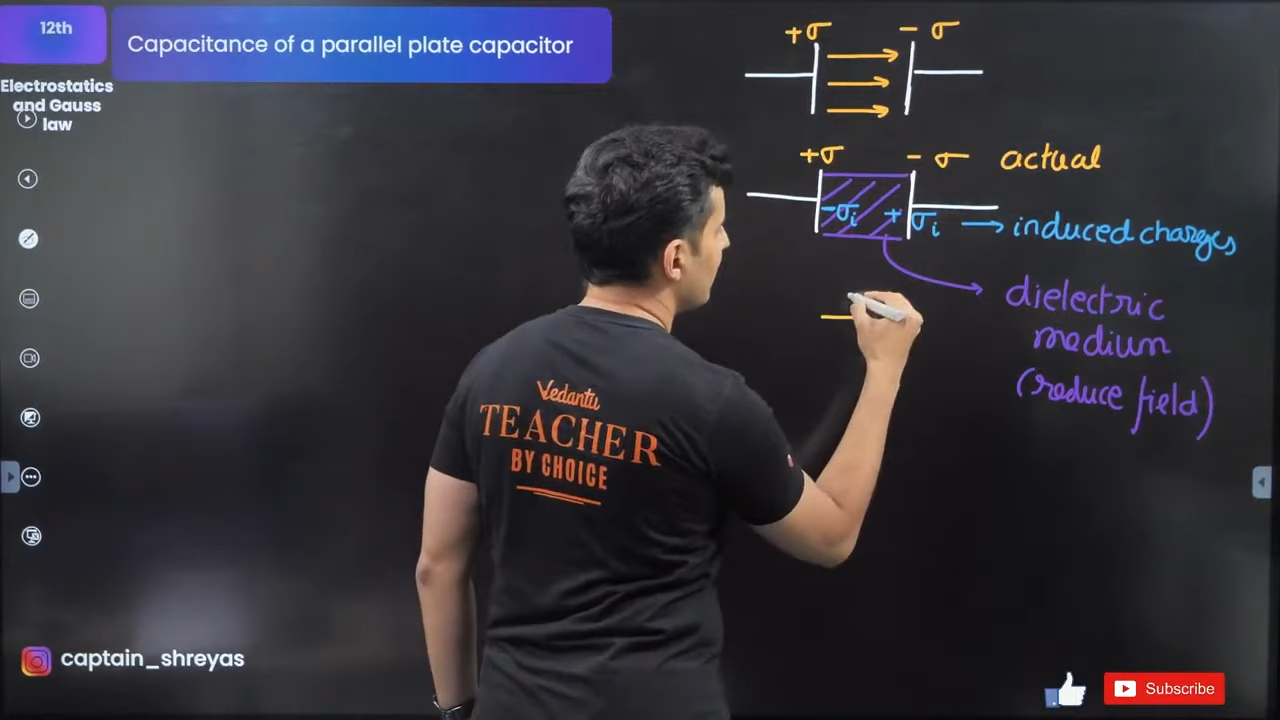 12th
Capacitance of a parallel plate capacitor
Electrostatics
and Gauss
law
+σ - σ
+σ - σ actual
-σi + σi → induced charges
dielectric
medium
(reduce field)
Vedantu
TEACHER
BY CHOICE
captain_shreyas
Subscribe